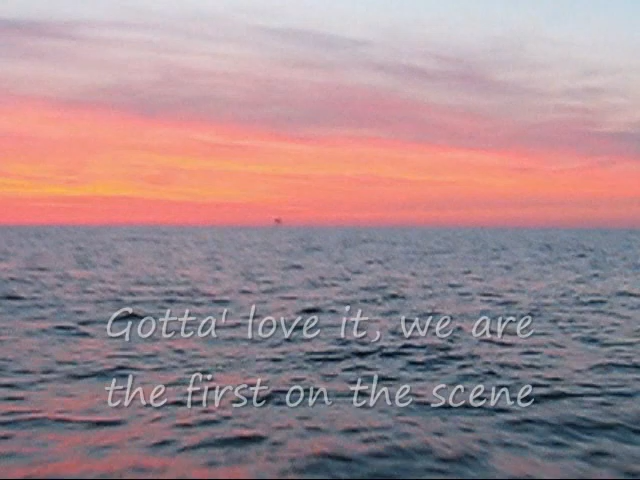 Gotta' love it, we are
the first on the scene